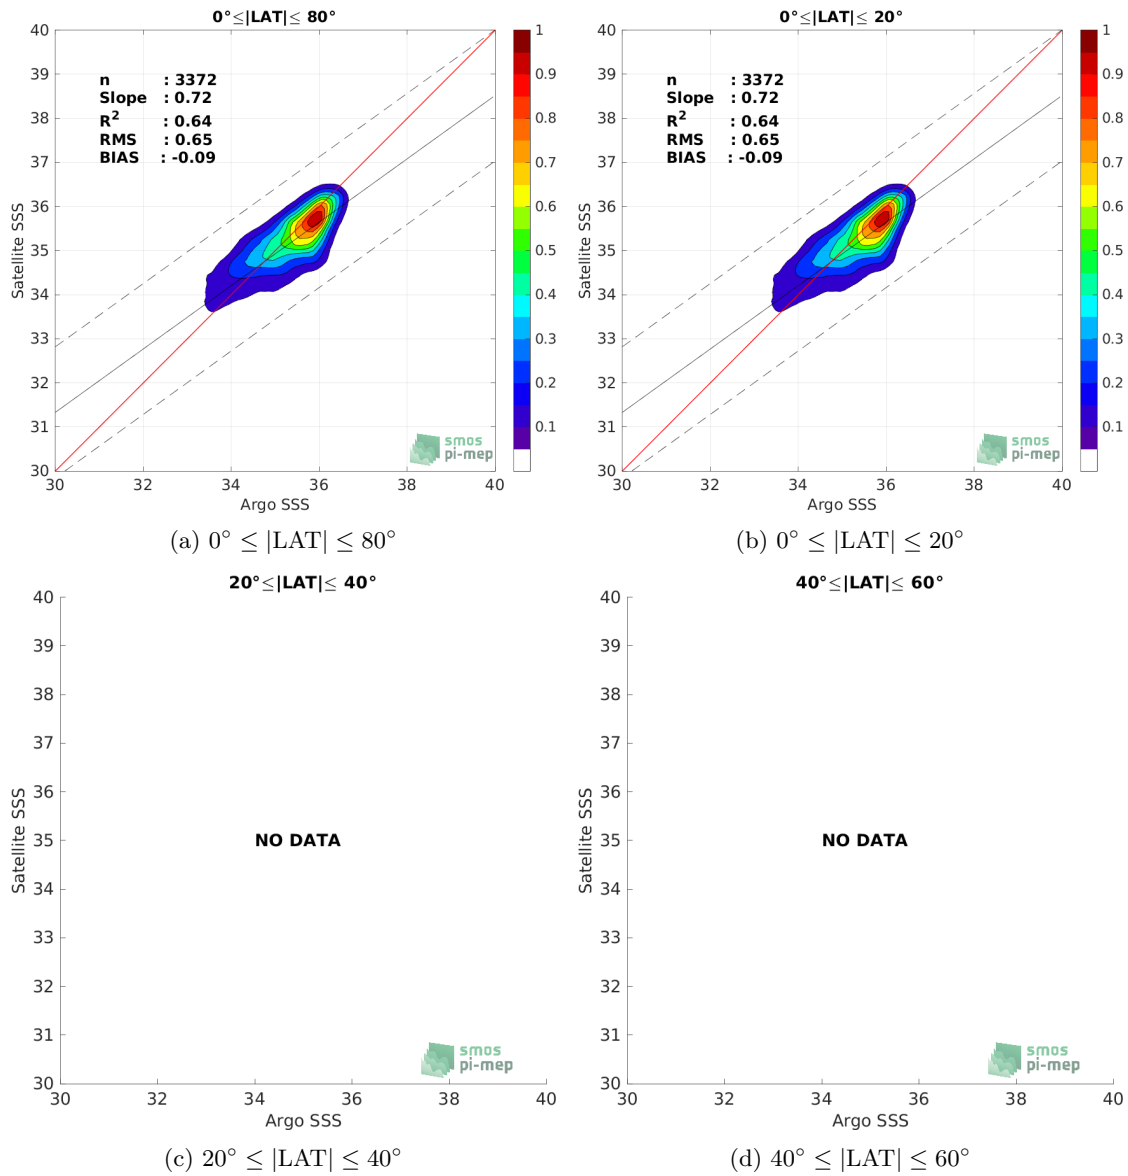 0°≤|LAT|≤ 80°
40
39
38
37
36
35
34
33
32
31
30
Satellite SSS
n : 3372
Slope : 0.72
R² : 0.64
RMS : 0.65
BIAS : -0.09
smos
pi-mep
30 32 34 36 38 40
Argo SSS
1
0.9
0.8
0.7
0.6
0.5
0.4
0.3
0.2
0.1
(a) 0° ≤ |LAT| ≤ 80°
0°≤|LAT|≤ 20°
40
39
38
37
36
35
34
33
32
31
30
Satellite SSS
n : 3372
Slope : 0.72
R² : 0.64
RMS : 0.65
BIAS : -0.09
smos
pi-mep
30 32 34 36 38 40
Argo SSS
1
0.9
0.8
0.7
0.6
0.5
0.4
0.3
0.2
0.1
(b) 0° ≤ |LAT| ≤ 20°
20°≤|LAT|≤ 40°
40
39
38
37
36
35
34
33
32
31
30
Satellite SSS
NO DATA
smos
pi-mep
30 32 34 36 38 40
Argo SSS
(c) 20° ≤ |LAT| ≤ 40°
40°≤|LAT|≤ 60°
40
39
38
37
36
35
34
33
32
31
30
Satellite SSS
NO DATA
smos
pi-mep
30 32 34 36 38 40
Argo SSS
(d) 40° ≤ |LAT| ≤ 60°